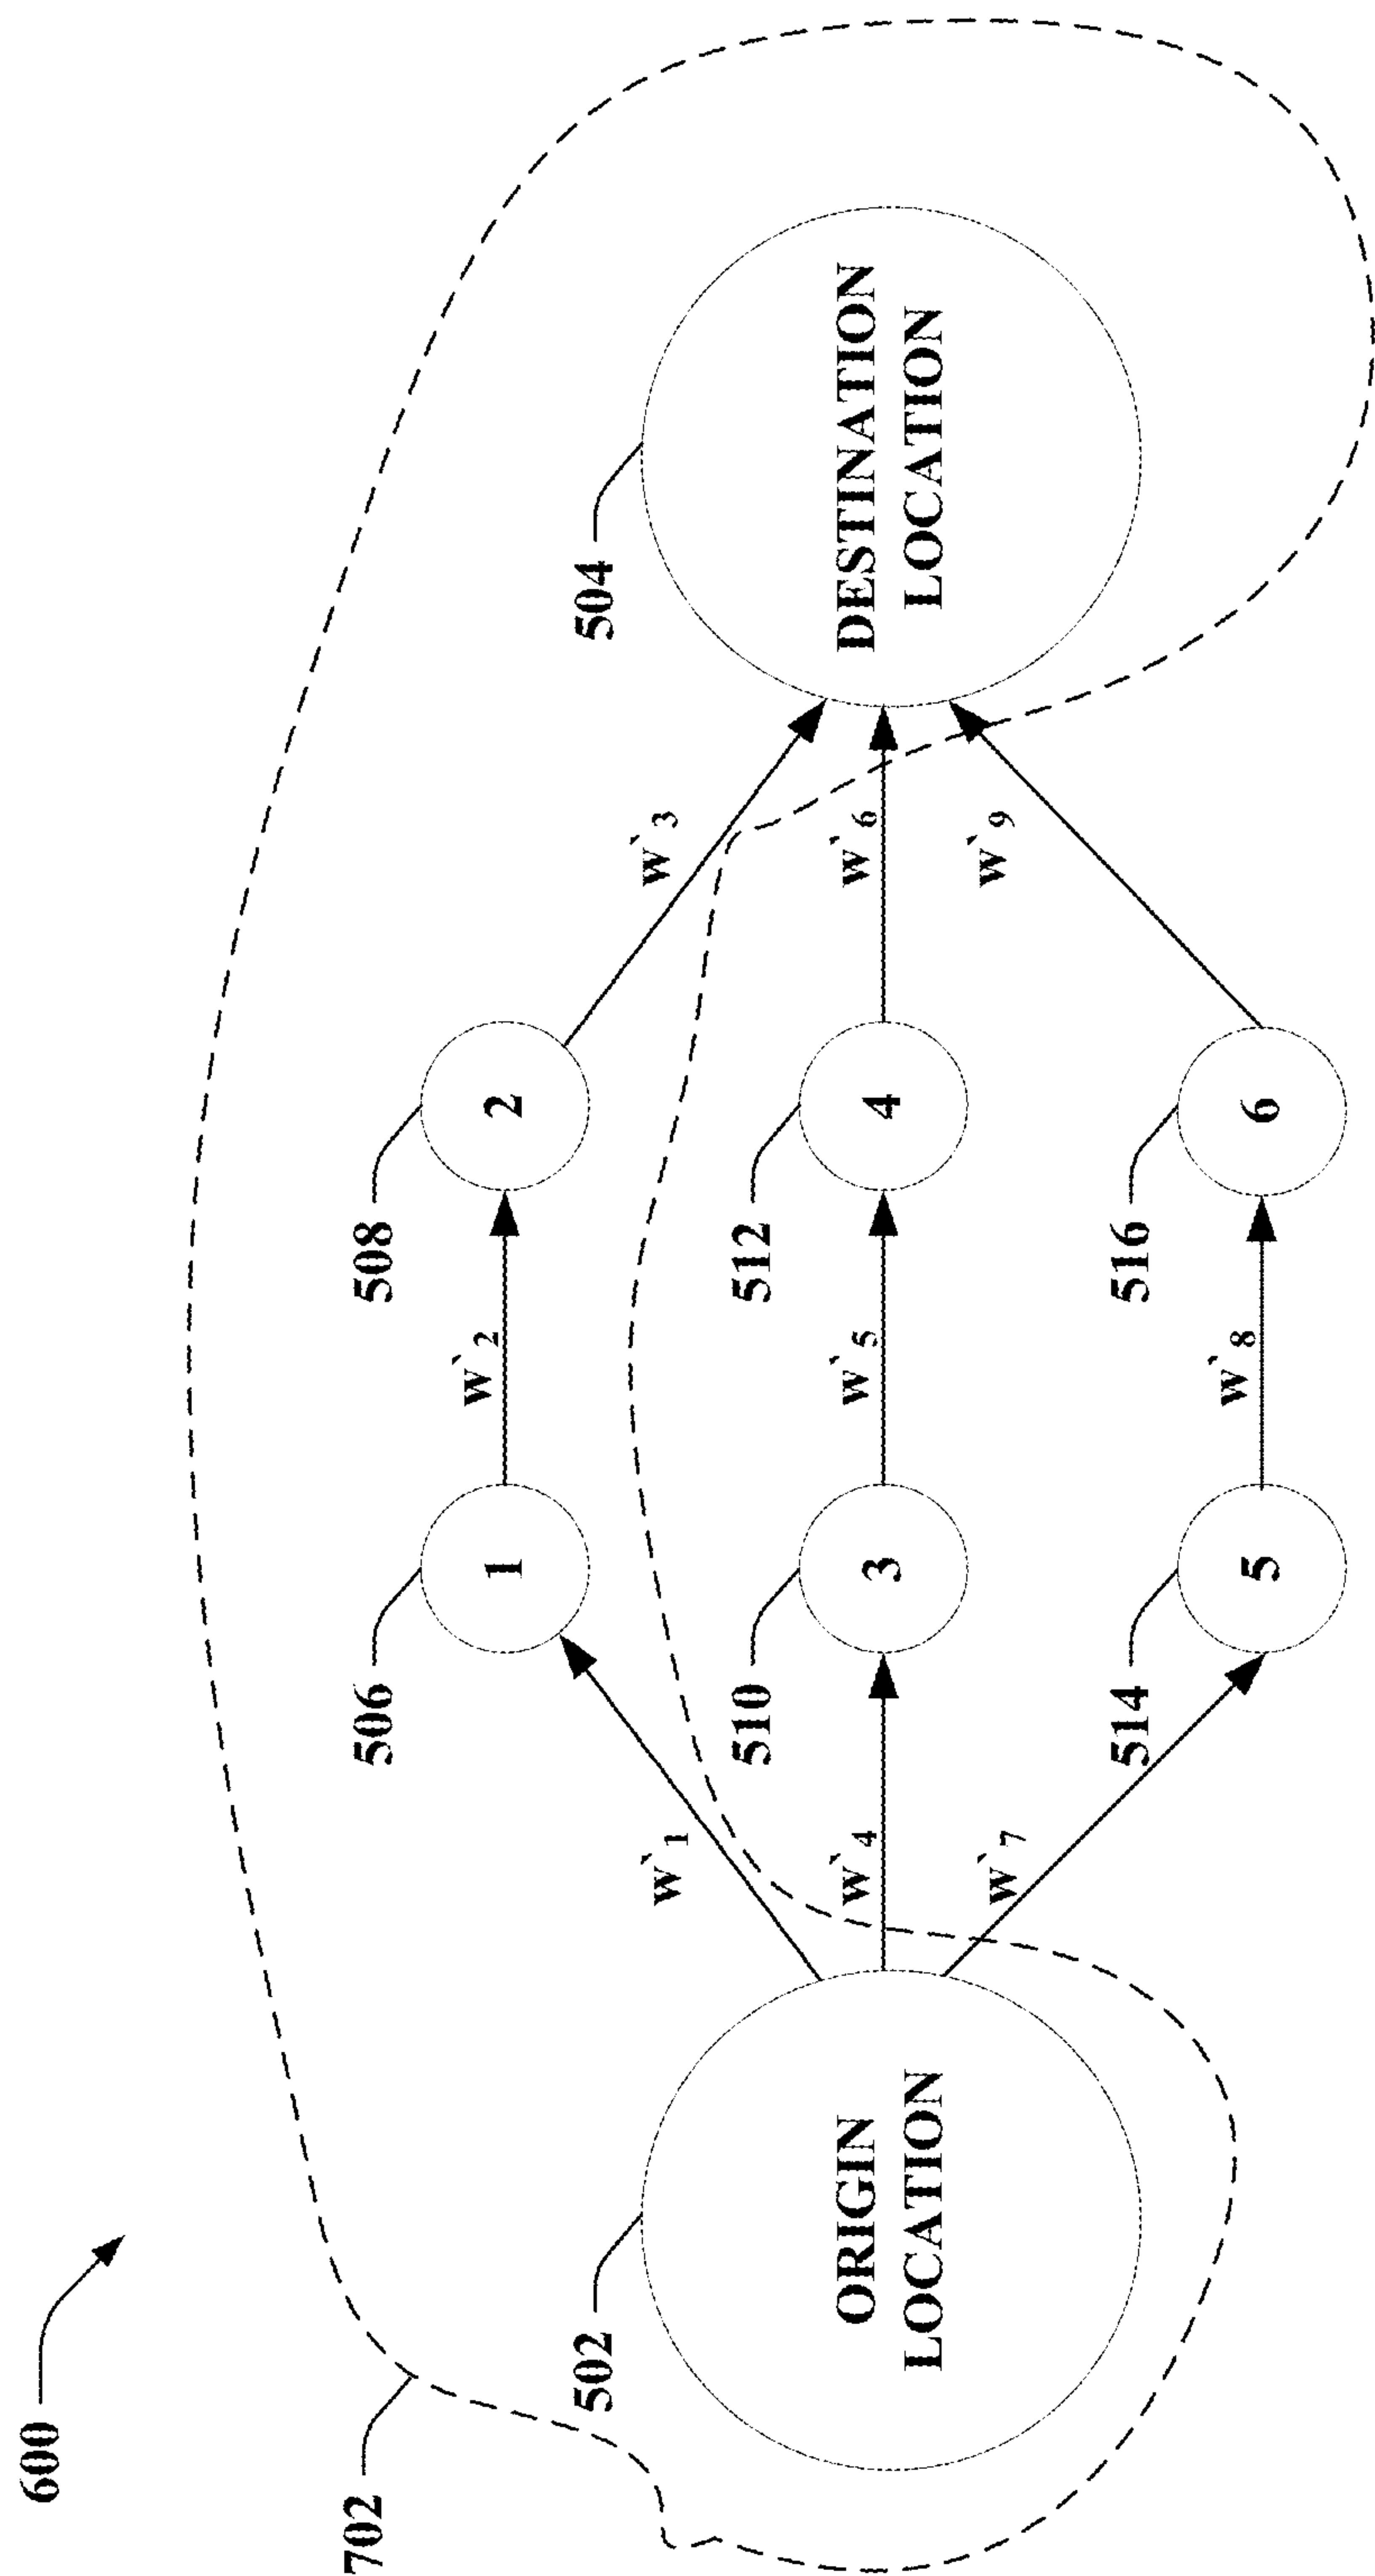 600
702
502
ORIGIN
LOCATION
w`1
w`4
w`7
506
1
510
3
514
5
w`2
w`5
w`8
508
2
512
4
516
6
w`3
w`6
w`9
504
DESTINATION
LOCATION